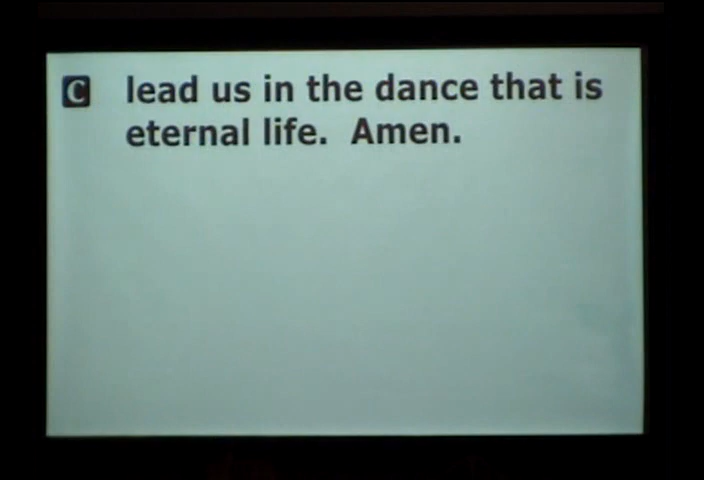 C lead us in the dance that is
eternal life. Amen.